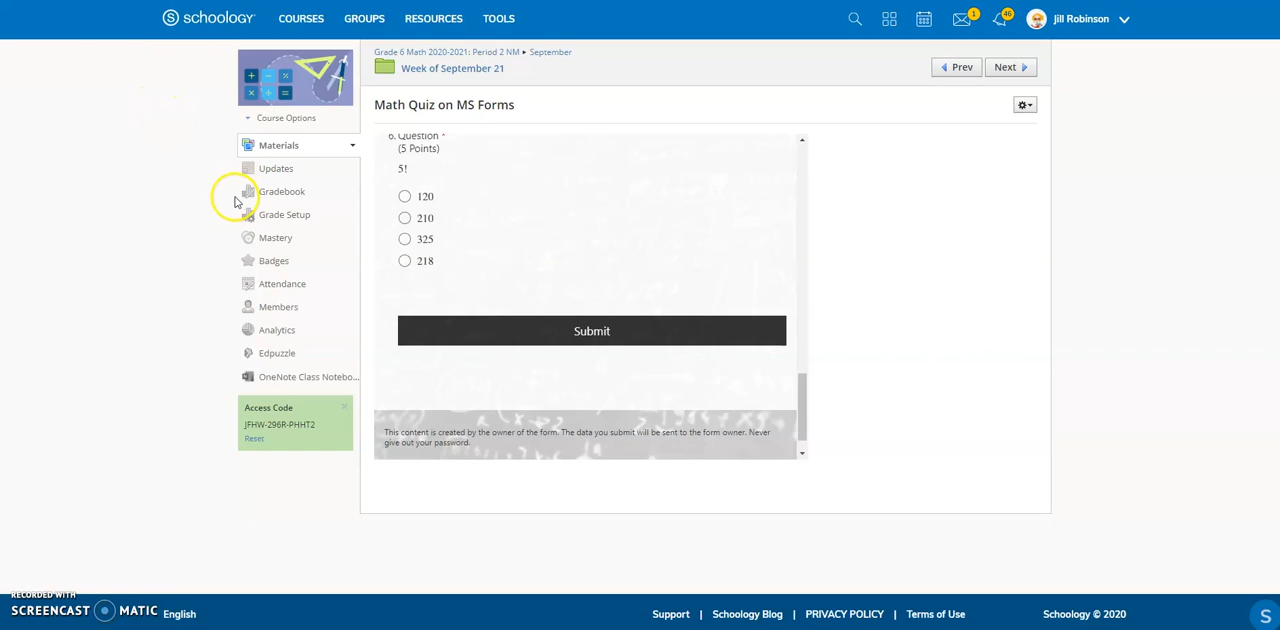 schoology COURSES GROUPS RESOURCES TOOLS 1 46 Jill Robinson
Grade 6 Math 2020-2021: Period 2 NM ▸ September
Week of September 21
Prev Next
Course Options
Math Quiz on MS Forms
Materials
Updates
Gradebook
Grade Setup
Mastery
Badges
Attendance
Members
Analytics
Edpuzzle
OneNote Class Notebo...
Access Code
JFHW-296R-PHHT2
Reset
6. Question *
(5 Points)
5!
120
210
325
218
Submit
This content is created by the owner of the form. The data you submit will be sent to the form owner. Never
give out your password.
RECORDED WITH
SCREENCAST MATIC
English
Support | Schoology Blog | PRIVACY POLICY | Terms of Use
Schoology © 2020
S